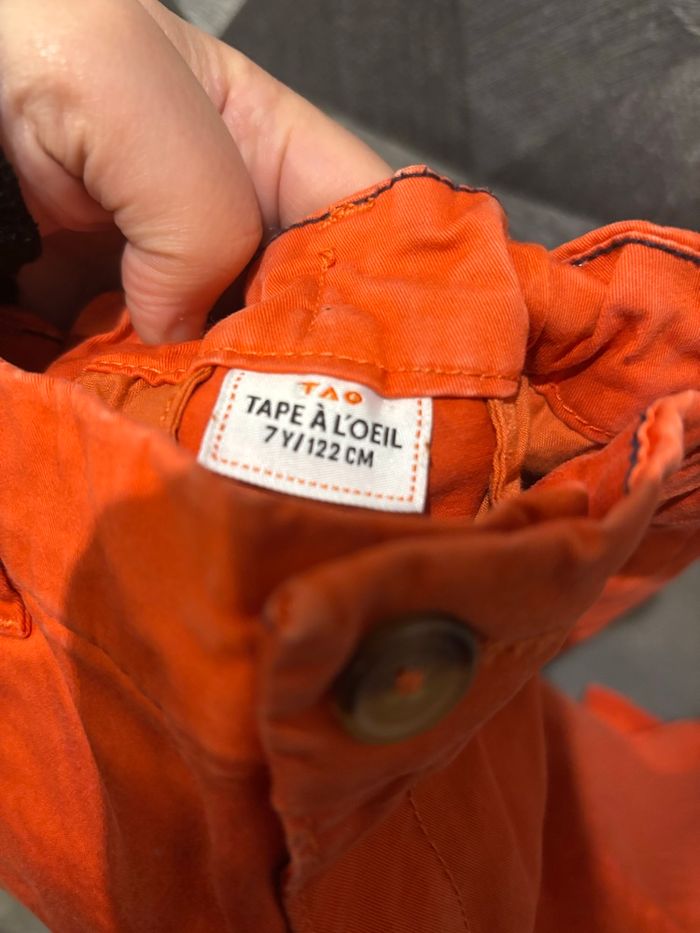 TAO
TAPE À L'OEIL
7 Y/122 CM